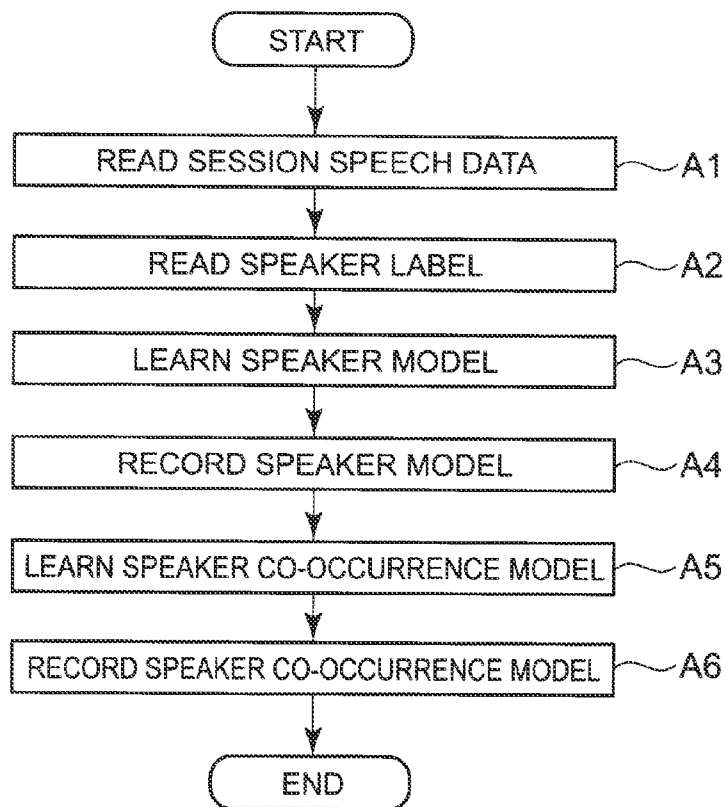 START
READ SESSION SPEECH DATA
A1
READ SPEAKER LABEL
A2
LEARN SPEAKER MODEL
A3
RECORD SPEAKER MODEL
A4
LEARN SPEAKER CO-OCCURRENCE MODEL
A5
RECORD SPEAKER CO-OCCURRENCE MODEL
A6
END